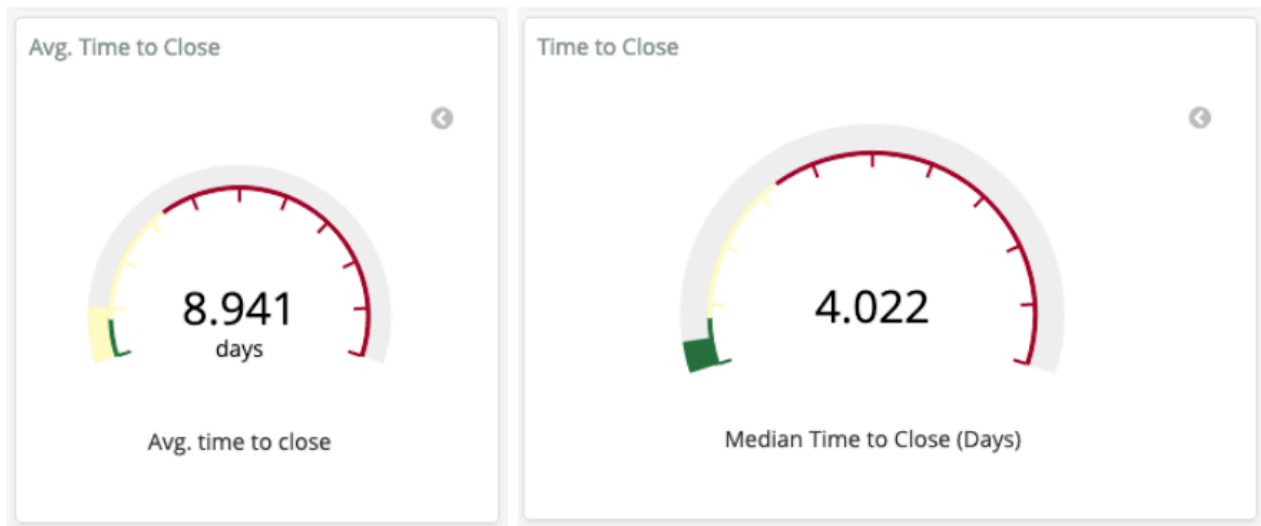 Avg. Time to Close
8.941
days
Avg. time to close
Time to Close
4.022
Median Time to Close (Days)